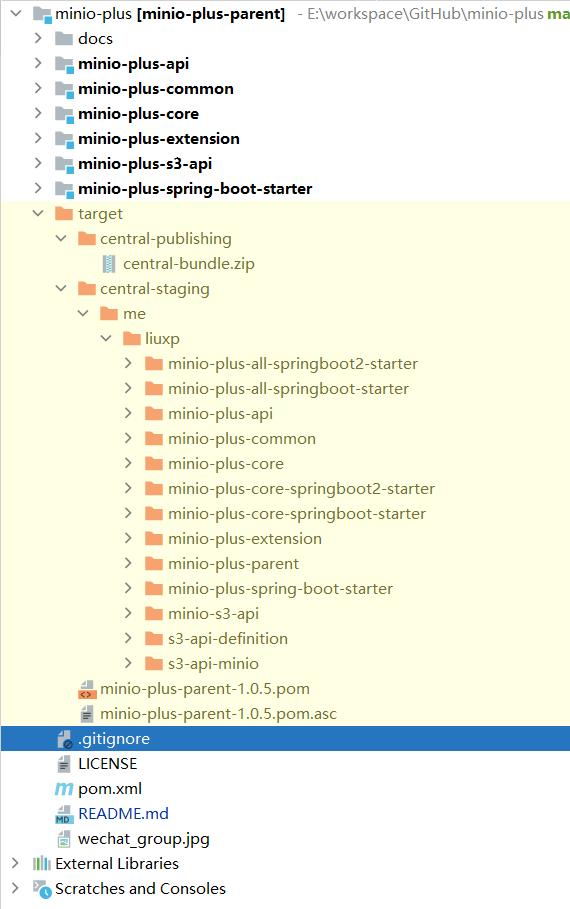 minio-plus [minio-plus-parent] - E:\workspace\GitHub\minio-plus ma
docs
minio-plus-api
minio-plus-common
minio-plus-core
minio-plus-extension
minio-plus-s3-api
minio-plus-spring-boot-starter
target
central-publishing
central-bundle.zip
central-staging
me
liuxp
minio-plus-all-springboot2-starter
minio-plus-all-springboot-starter
minio-plus-api
minio-plus-common
minio-plus-core
minio-plus-core-springboot2-starter
minio-plus-core-springboot-starter
minio-plus-extension
minio-plus-parent
minio-plus-spring-boot-starter
minio-s3-api
s3-api-definition
s3-api-minio
minio-plus-parent-1.0.5.pom
minio-plus-parent-1.0.5.pom.asc
.gitignore
LICENSE
pom.xml
README.md
wechat_group.jpg
External Libraries
Scratches and Consoles